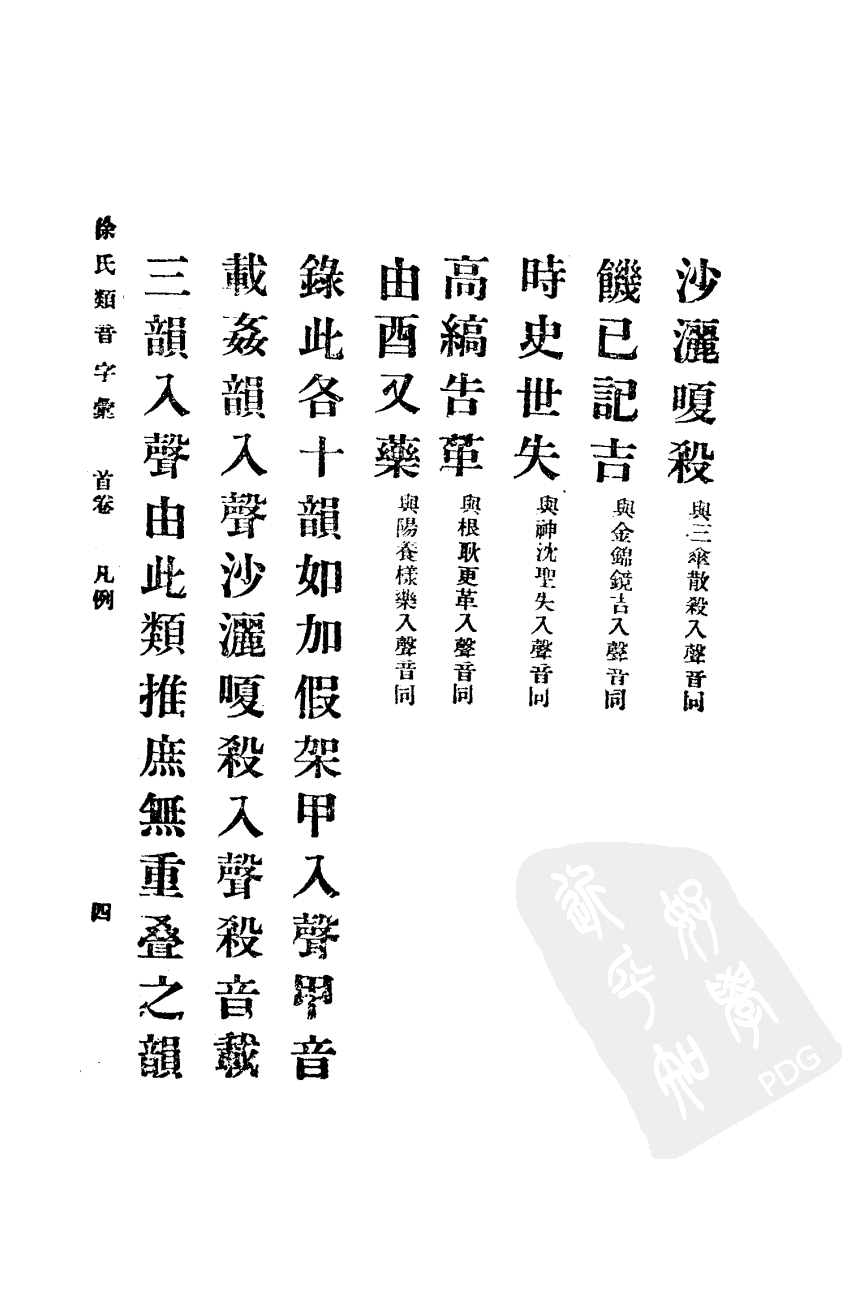 沙灑嗄殺與三傘散殺入聲音同
饑已記吉與金錦鏡吉入聲音同
時史世失與神沈聖失入聲音同
高縞告革與根耿更革入聲音同
由酉又藥與陽養樣藥入聲音同
錄此各十韻如加假架甲入聲甲音
載姦韻入聲沙灑嗄殺入聲殺音載
三韻入聲由此類推庶無重疊之韻
徐氏類音字彙 首卷 凡例 四
PDG